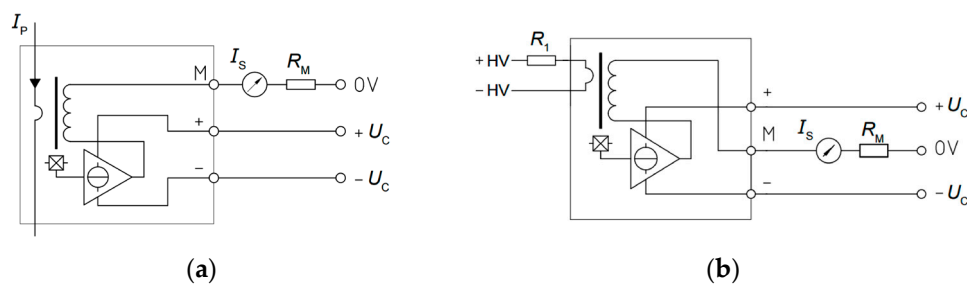 I_P
M
I_S
R_M
0V
+
+ U_C
−
− U_C
(a)
R_1
+ HV
− HV
+
+ U_C
M
I_S
R_M
0V
−
− U_C
(b)